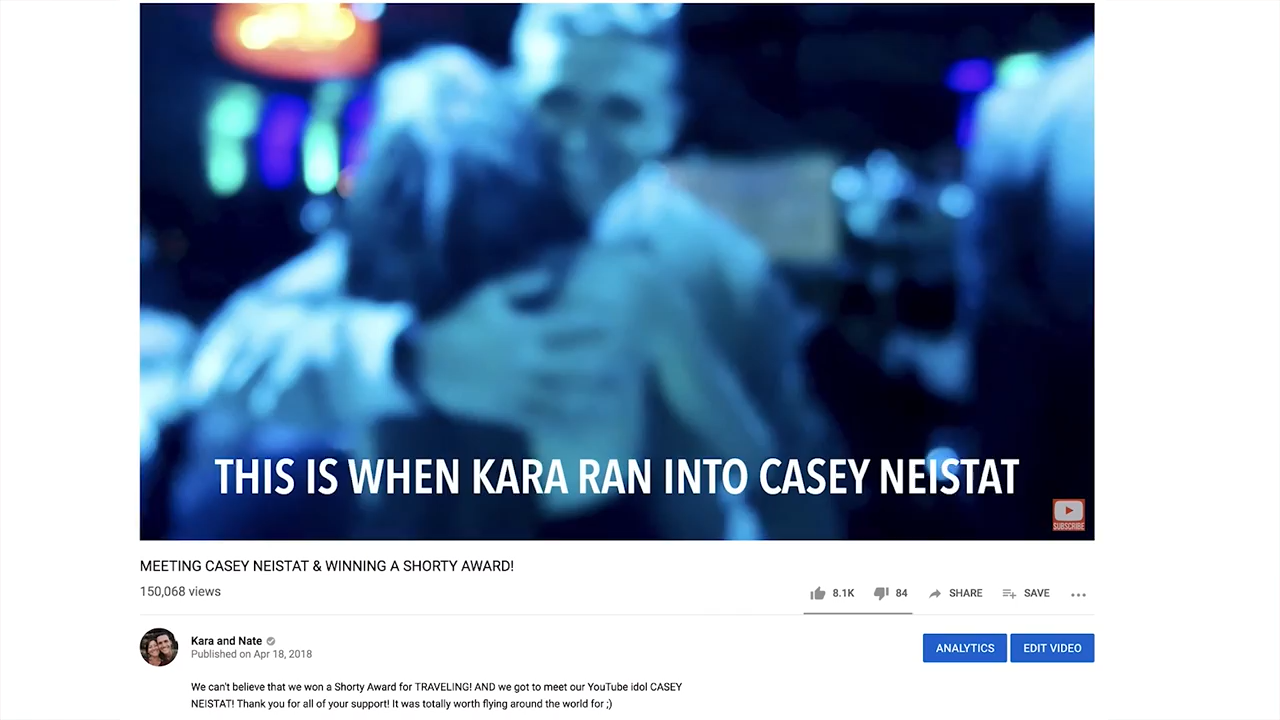 THIS IS WHEN KARA RAN INTO CASEY NEISTAT
SUBSCRIBE
MEETING CASEY NEISTAT & WINNING A SHORTY AWARD!
150,068 views
8.1K 84 SHARE SAVE
Kara and Nate
Published on Apr 18, 2018
ANALYTICS EDIT VIDEO
We can't believe that we won a Shorty Award for TRAVELING! AND we got to meet our YouTube idol CASEY
NEISTAT! Thank you for all of your support! It was totally worth flying around the world for ;)